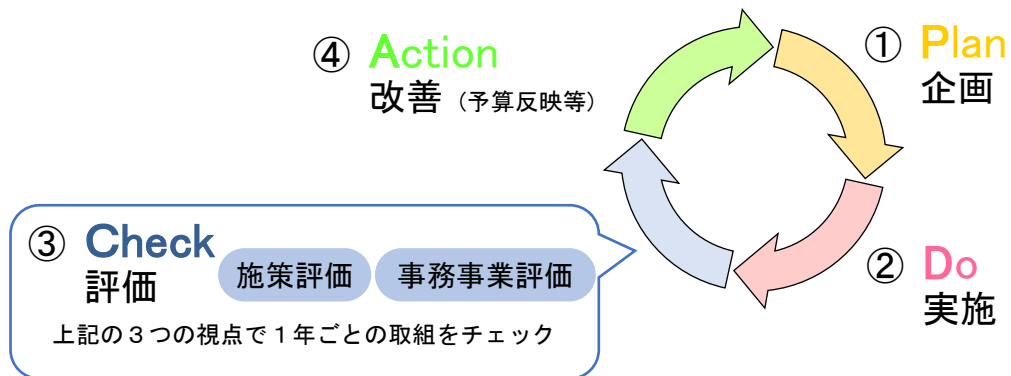 ① Plan
企画
② Do
実施
③ Check
評価
施策評価
事務事業評価
上記の３つの視点で１年ごとの取組をチェック
④ Action
改善（予算反映等）